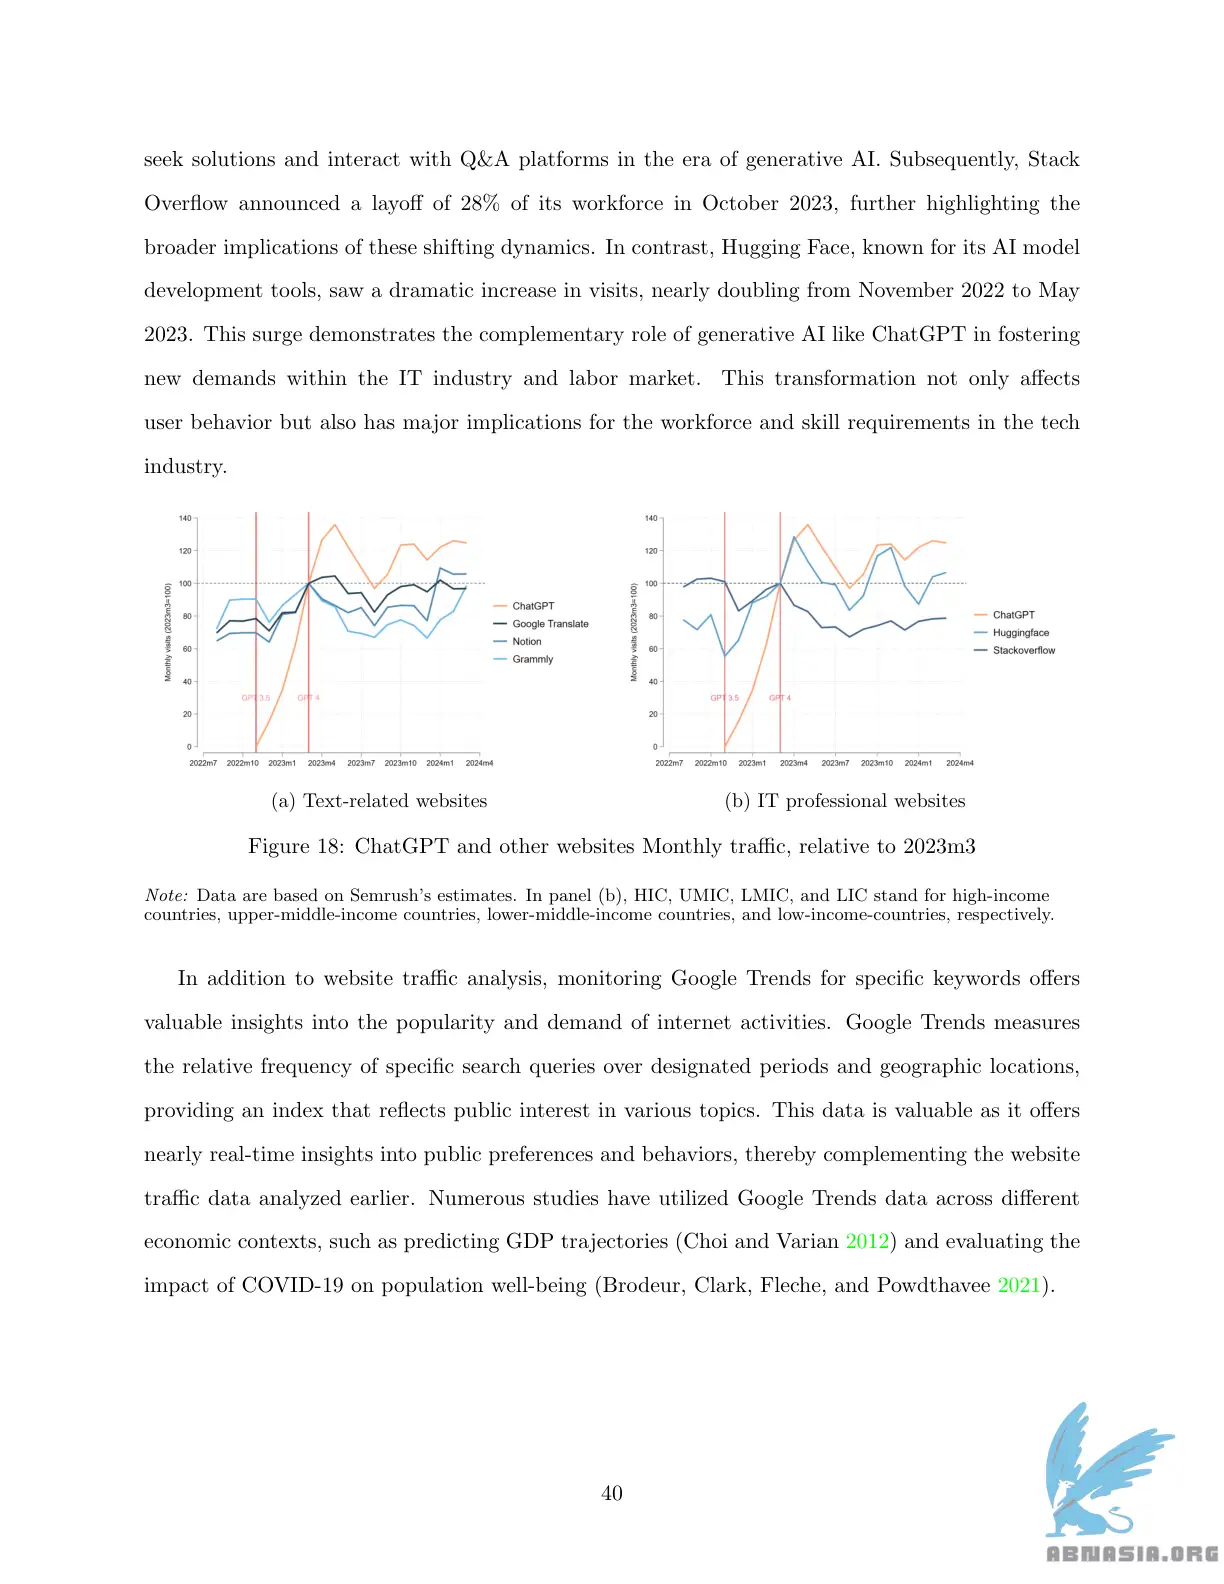 seek solutions and interact with Q&A platforms in the era of generative AI. Subsequently, Stack
Overflow announced a layoff of 28% of its workforce in October 2023, further highlighting the
broader implications of these shifting dynamics. In contrast, Hugging Face, known for its AI model
development tools, saw a dramatic increase in visits, nearly doubling from November 2022 to May
2023. This surge demonstrates the complementary role of generative AI like ChatGPT in fostering
new demands within the IT industry and labor market. This transformation not only affects
user behavior but also has major implications for the workforce and skill requirements in the tech
industry.
Monthly visits (2023m3=100)
140
120
100
80
60
40
20
0
GPT 3.5
GPT 4
2022m7 2022m10 2023m1 2023m4 2023m7 2023m10 2024m1 2024m4
ChatGPT
Google Translate
Notion
Grammly
(a) Text-related websites
Monthly visits (2023m3=100)
140
120
100
80
60
40
20
0
GPT 3.5
GPT 4
2022m7 2022m10 2023m1 2023m4 2023m7 2023m10 2024m1 2024m4
ChatGPT
Huggingface
Stackoverflow
(b) IT professional websites
Figure 18: ChatGPT and other websites Monthly traffic, relative to 2023m3
Note: Data are based on Semrush's estimates. In panel (b), HIC, UMIC, LMIC, and LIC stand for high-income
countries, upper-middle-income countries, lower-middle-income countries, and low-income-countries, respectively.
In addition to website traffic analysis, monitoring Google Trends for specific keywords offers
valuable insights into the popularity and demand of internet activities. Google Trends measures
the relative frequency of specific search queries over designated periods and geographic locations,
providing an index that reflects public interest in various topics. This data is valuable as it offers
nearly real-time insights into public preferences and behaviors, thereby complementing the website
traffic data analyzed earlier. Numerous studies have utilized Google Trends data across different
economic contexts, such as predicting GDP trajectories (Choi and Varian 2012) and evaluating the
impact of COVID-19 on population well-being (Brodeur, Clark, Fleche, and Powdthavee 2021).
40
ABNASIA.ORG